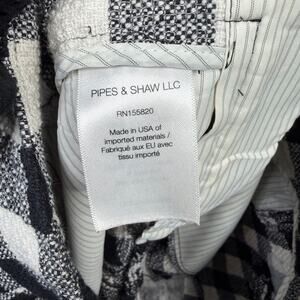 PIPES & SHAW LLC
RN155820
Made in USA of
imported materials /
Fabriqué aux EU avec
tissu importé